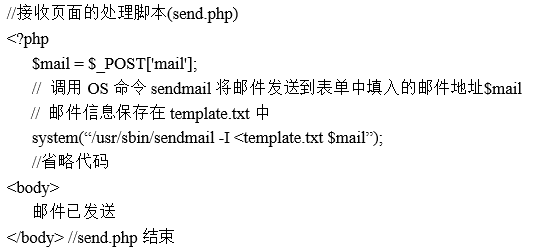 //接收页面的处理脚本(send.php)
<?php
$mail = $_POST['mail'];
// 调用 OS 命令 sendmail 将邮件发送到表单中填入的邮件地址$mail
// 邮件信息保存在 template.txt 中
system(“/usr/sbin/sendmail -I <template.txt $mail”);
//省略代码
<body>
邮件已发送
</body> //send.php 结束